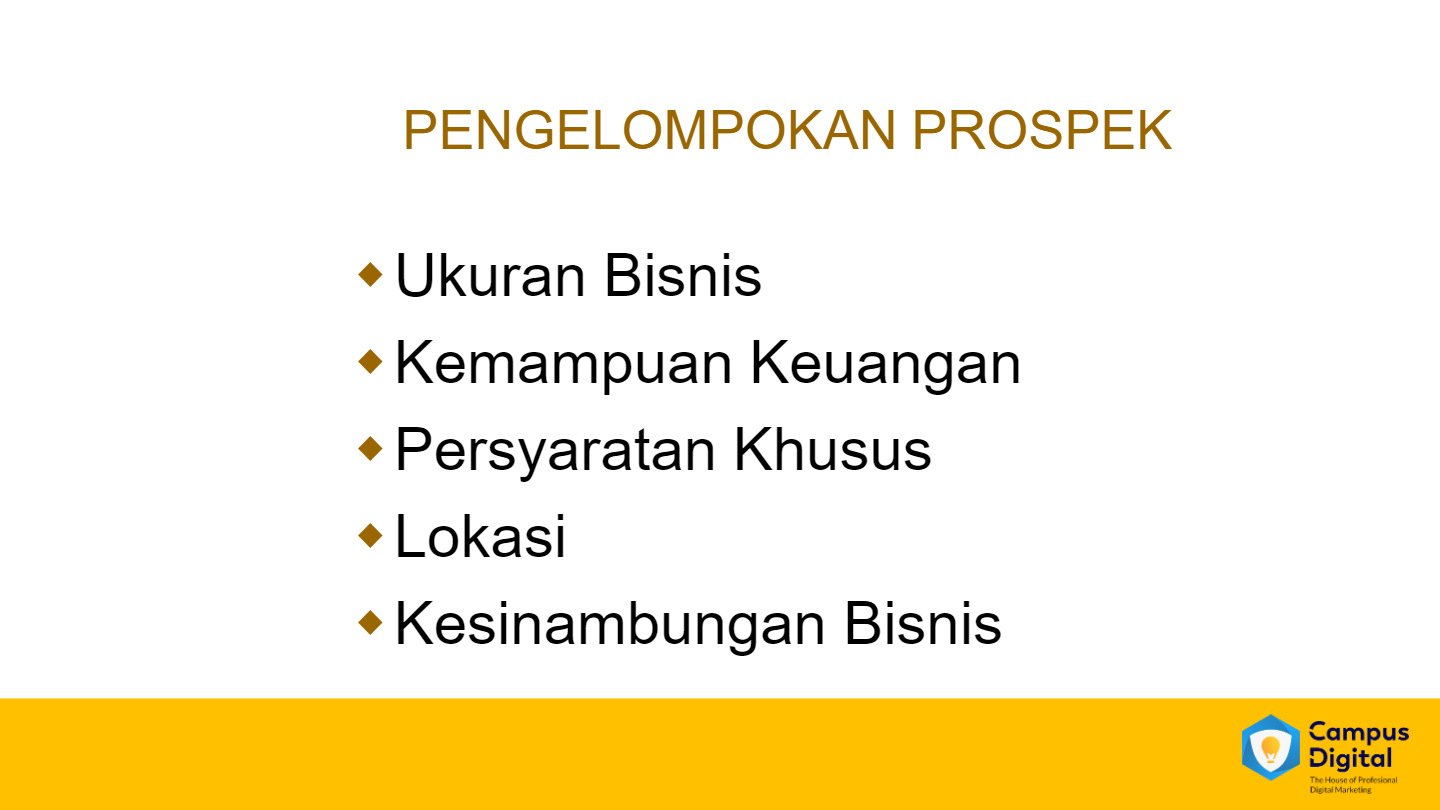 PENGELOMPOKAN PROSPEK
Ukuran Bisnis
Kemampuan Keuangan
Persyaratan Khusus
Lokasi
Kesinambungan Bisnis
Campus
Digital
The House of Profesional
Digital Marketing